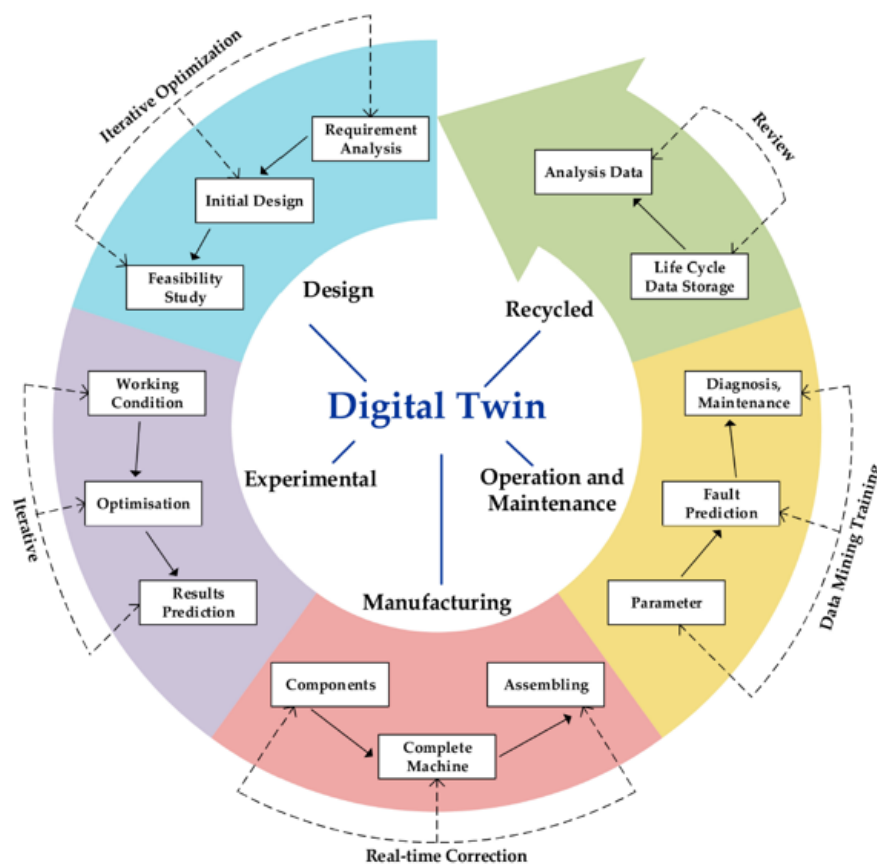 Iterative Optimization
Requirement
Analysis
Initial Design
Feasibility
Study
Design
Review
Analysis Data
Life Cycle
Data Storage
Recycled
Digital Twin
Working
Condition
Optimisation
Results
Prediction
Iterative
Experimental
Operation and
Maintenance
Diagnosis,
Maintenance
Fault
Prediction
Parameter
Data Mining Training
Manufacturing
Components
Complete
Machine
Assembling
Real-time Correction